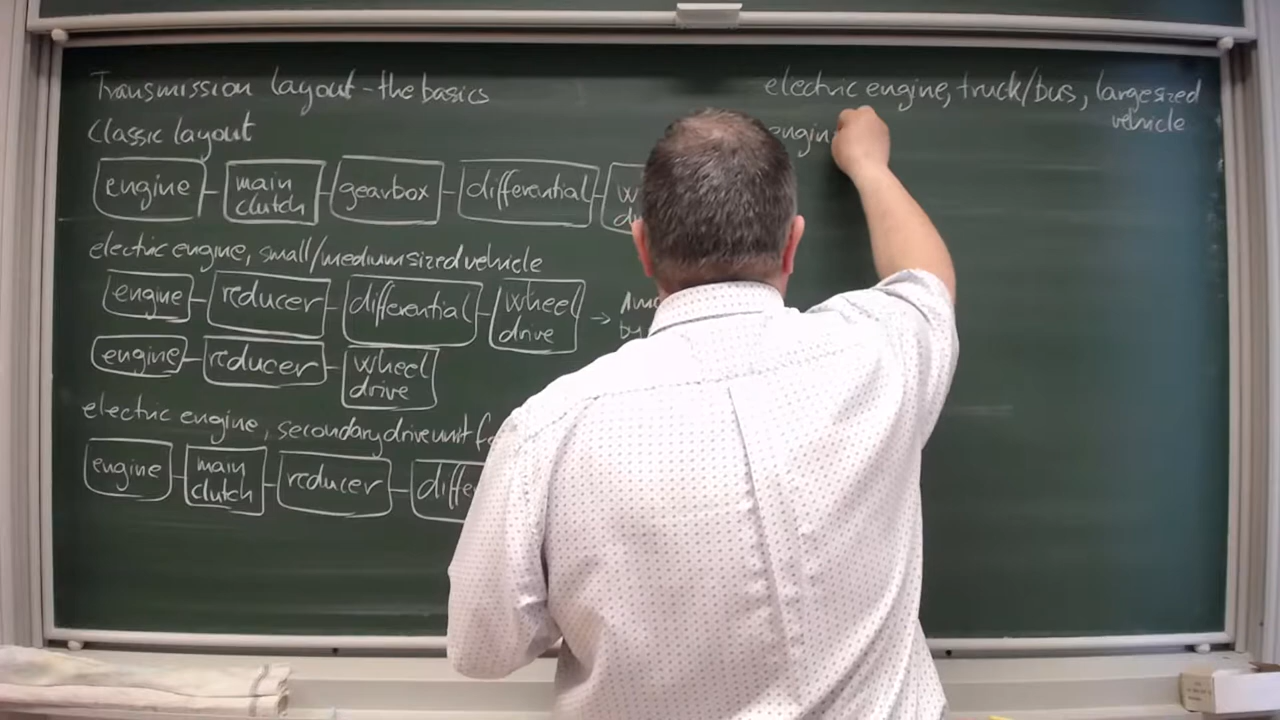 Transmission layout - the basics
Classic layout
engine main clutch gearbox differential
electric engine, small/medium sized vehicle
engine reducer differential wheel drive →
by
engine reducer wheel drive
electric engine, secondary drive unit
engine main clutch reducer
electric engine, truck/bus, large sized
vehicle